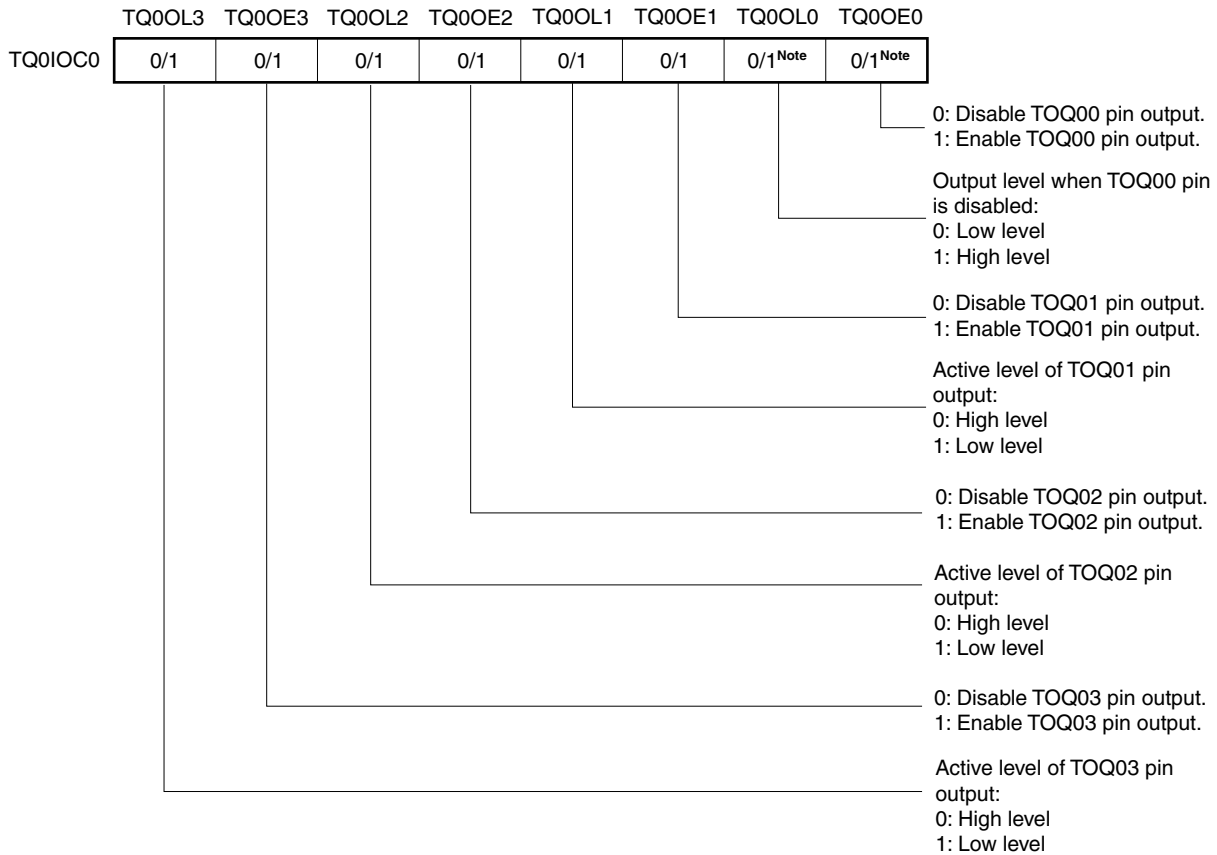 TQ0OL3 TQ0OE3 TQ0OL2 TQ0OE2 TQ0OL1 TQ0OE1 TQ0OL0 TQ0OE0
TQ0IOC0 0/1 0/1 0/1 0/1 0/1 0/1 0/1Note 0/1Note
0: Disable TOQ00 pin output.
1: Enable TOQ00 pin output.
Output level when TOQ00 pin
is disabled:
0: Low level
1: High level
0: Disable TOQ01 pin output.
1: Enable TOQ01 pin output.
Active level of TOQ01 pin
output:
0: High level
1: Low level
0: Disable TOQ02 pin output.
1: Enable TOQ02 pin output.
Active level of TOQ02 pin
output:
0: High level
1: Low level
0: Disable TOQ03 pin output.
1: Enable TOQ03 pin output.
Active level of TOQ03 pin
output:
0: High level
1: Low level